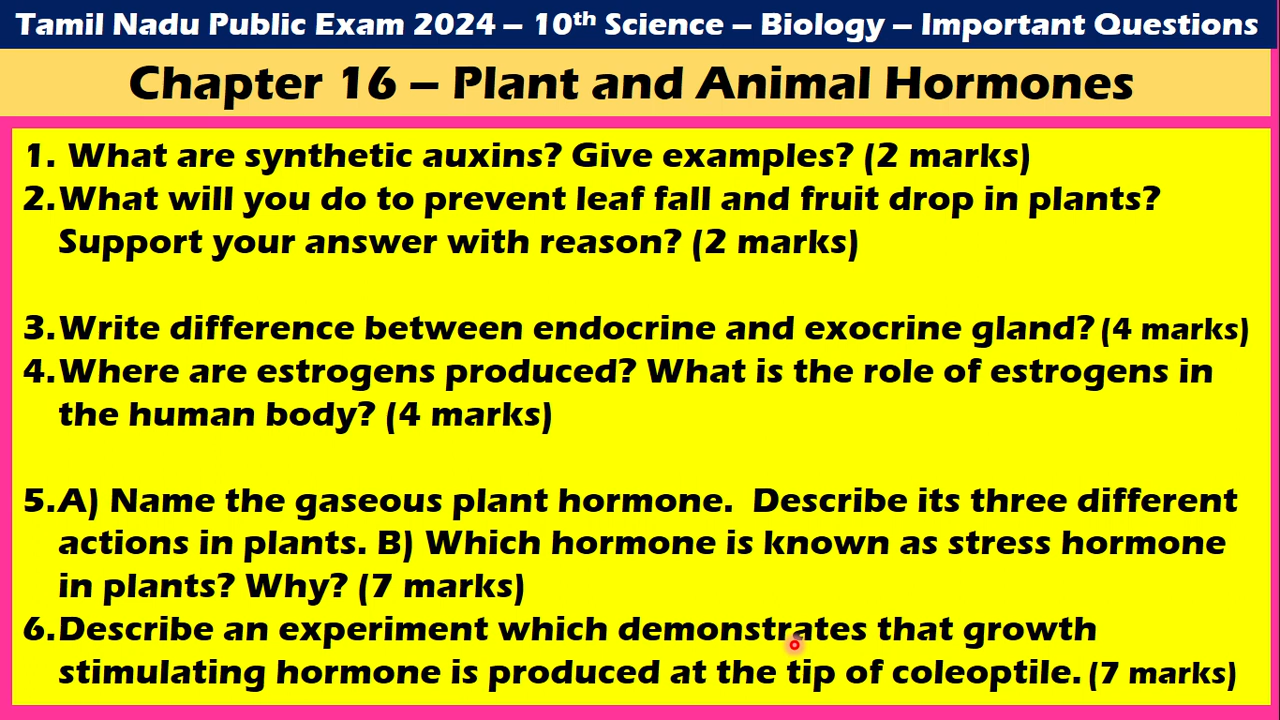 Tamil Nadu Public Exam 2024 – 10th Science – Biology – Important Questions
Chapter 16 – Plant and Animal Hormones
1. What are synthetic auxins? Give examples? (2 marks)
2.What will you do to prevent leaf fall and fruit drop in plants?
Support your answer with reason? (2 marks)
3.Write difference between endocrine and exocrine gland? (4 marks)
4.Where are estrogens produced? What is the role of estrogens in
the human body? (4 marks)
5.A) Name the gaseous plant hormone. Describe its three different
actions in plants. B) Which hormone is known as stress hormone
in plants? Why? (7 marks)
6.Describe an experiment which demonstrates that growth
stimulating hormone is produced at the tip of coleoptile. (7 marks)